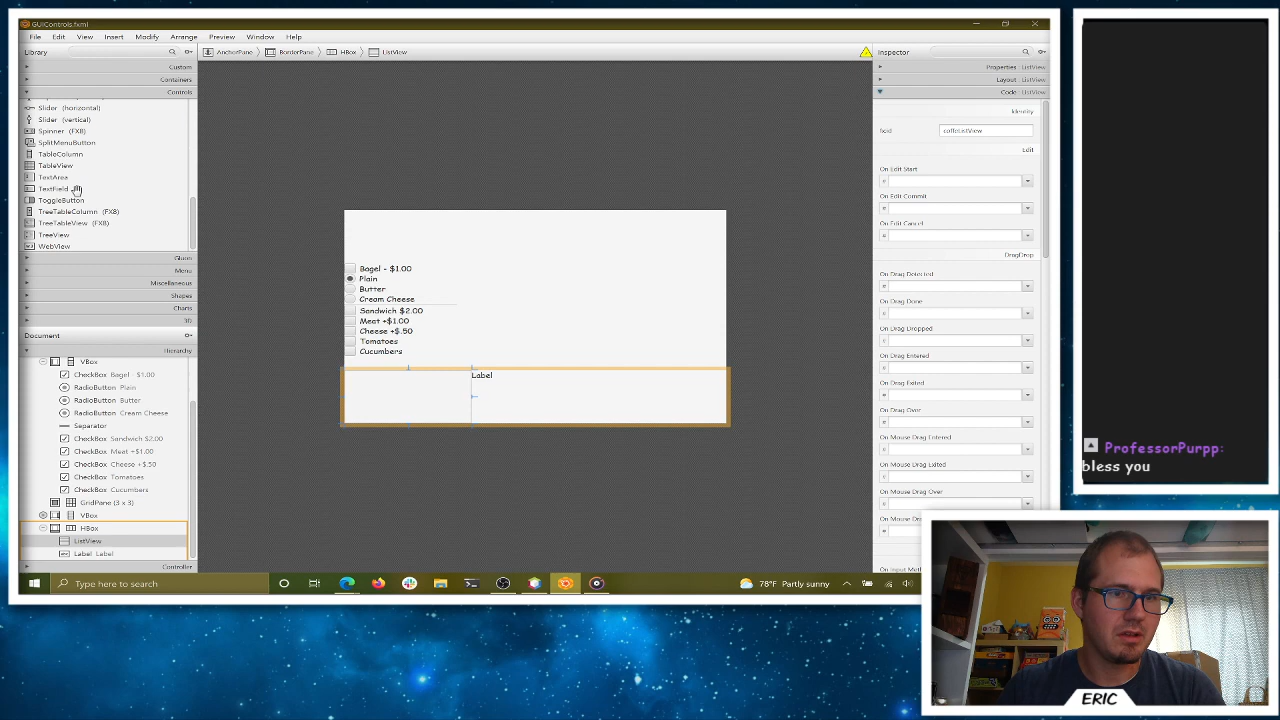 GUIControls.fxml
File Edit View Insert Modify Arrange Preview Window Help
Library
AnchorPane BorderPane HBox ListView
Inspector
Custom
Containers
Controls
Slider (horizontal)
Slider (vertical)
Spinner (FX8)
SplitMenuButton
TableColumn
TableView
TextArea
TextField
ToggleButton
TreeTableColumn (FX8)
TreeTableView (FX8)
TreeView
WebView
Gluon
Menu
Miscellaneous
Shapes
Charts
3D
Document
Hierarchy
VBox
CheckBox Bagel - $1.00
RadioButton Plain
RadioButton Butter
RadioButton Cream Cheese
Separator
CheckBox Sandwich $2.00
CheckBox Meat +$1.00
CheckBox Cheese +$.50
CheckBox Tomatoes
CheckBox Cucumbers
GridPane (3 x 3)
VBox
HBox
ListView
Label Label
Controller
Bagel - $1.00
Plain
Butter
Cream Cheese
Sandwich $2.00
Meat +$1.00
Cheese +$.50
Tomatoes
Cucumbers
Label
Properties : ListView
Layout : ListView
Code : ListView
Identity
fx:id
Edit
On Edit Start
#
On Edit Commit
#
On Edit Cancel
#
DragDrop
On Drag Detected
#
On Drag Done
#
On Drag Dropped
#
On Drag Entered
#
On Drag Exited
#
On Drag Over
#
On Mouse Drag Entered
#
On Mouse Drag Exited
#
On Mouse Drag Over
#
Type here to search
78°F Partly sunny
ProfessorPurpp:
bless you
ERIC